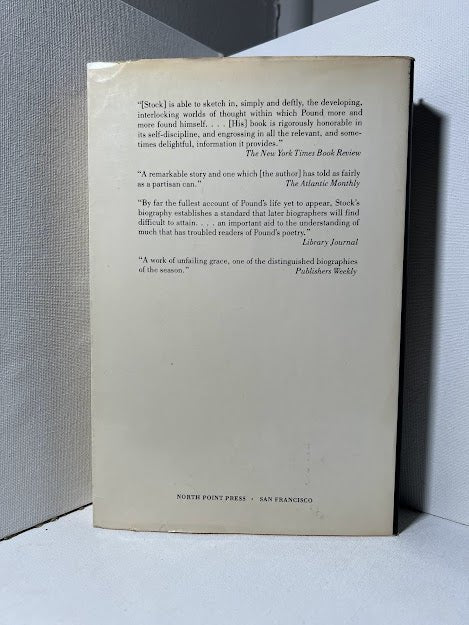 "[Stock] is able to sketch in, simply and deftly, the developing,
interlocking worlds of thought within which Pound more and
more found himself. . . . [His] book is rigorously honorable in
its self-discipline, and engrossing in all the relevant, and some-
times delightful, information it provides."
The New York Times Book Review
"A remarkable story and one which [the author] has told as fairly
as a partisan can." The Atlantic Monthly
"By far the fullest account of Pound's life yet to appear, Stock's
biography establishes a standard that later biographers will find
difficult to attain. . . . an important aid to the understanding of
much that has troubled readers of Pound's poetry."
Library Journal
"A work of unfailing grace, one of the distinguished biographies
of the season." Publishers Weekly
NORTH POINT PRESS · SAN FRANCISCO